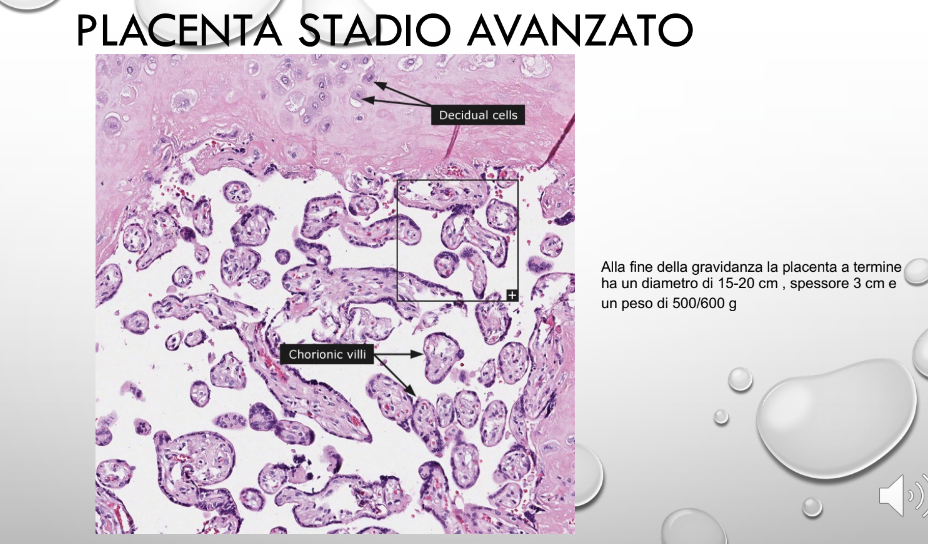 PLACENTA STADIO AVANZATO
Decidual cells
Alla fine della gravidanza la placenta a termine
ha un diametro di 15-20 cm , spessore 3 cm e
un peso di 500/600 g
Chorionic villi